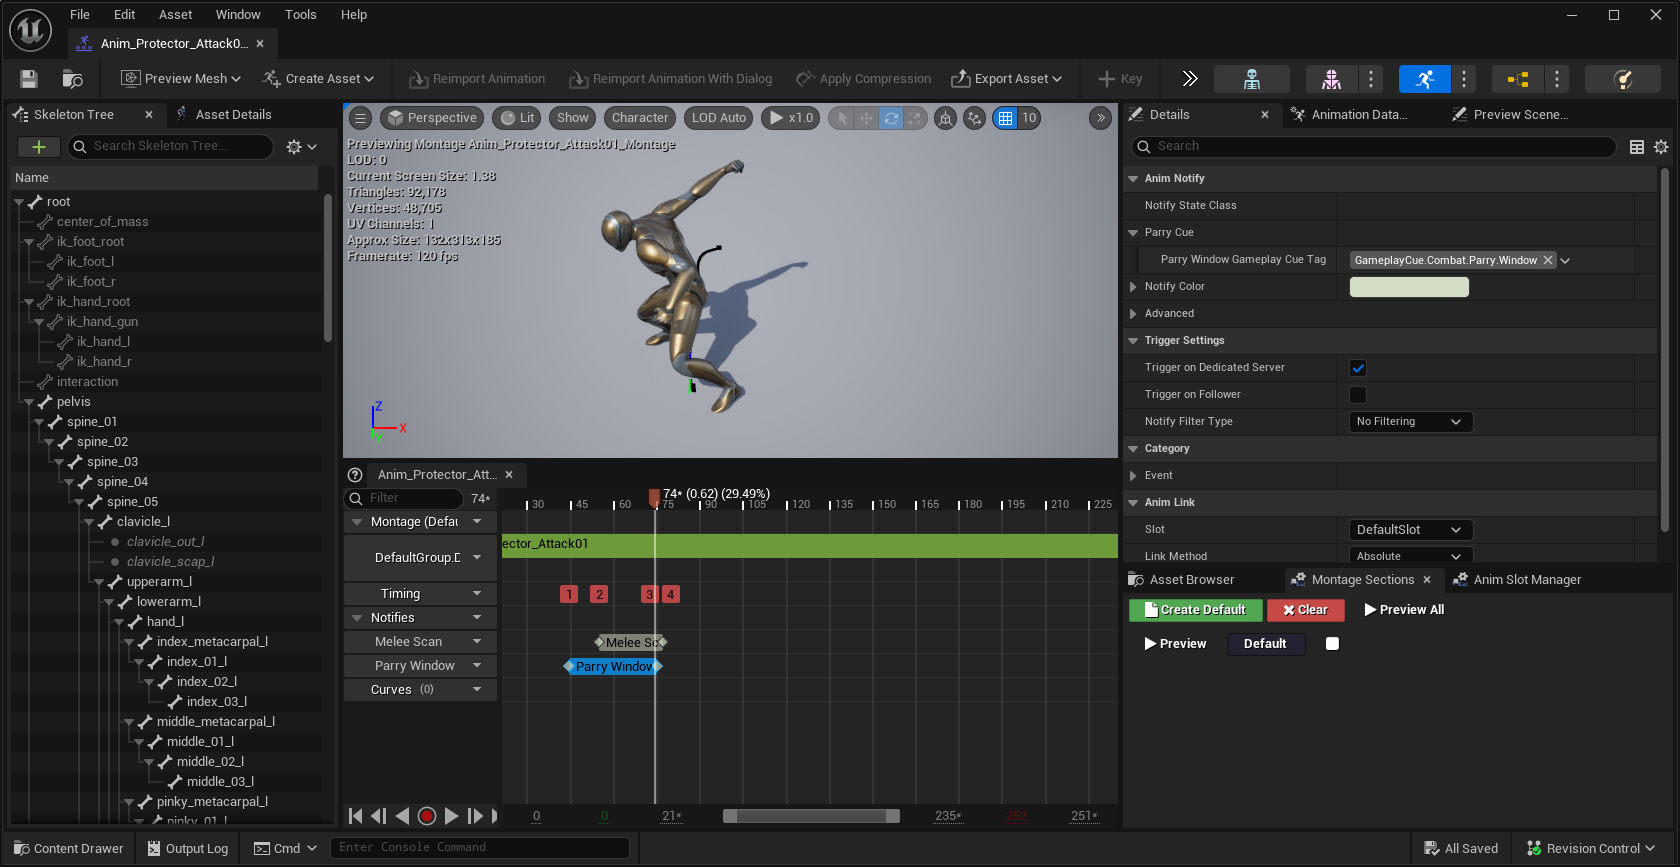 File Edit Asset Window Tools Help
Anim_Protector_Attack0...
Preview Mesh Create Asset Reimport Animation Reimport Animation With Dialog Apply Compression Export Asset Key
Skeleton Tree Asset Details
Search Skeleton Tree...
Name
root
center_of_mass
ik_foot_root
ik_foot_l
ik_foot_r
ik_hand_root
ik_hand_gun
ik_hand_l
ik_hand_r
interaction
pelvis
spine_01
spine_02
spine_03
spine_04
spine_05
clavicle_l
clavicle_out_l
clavicle_scap_l
upperarm_l
lowerarm_l
hand_l
index_metacarpal_l
index_01_l
index_02_l
index_03_l
middle_metacarpal_l
middle_01_l
middle_02_l
middle_03_l
pinky_metacarpal_l
pinky_01_l
Perspective Lit Show Character LOD Auto x1.0 10
Previewing Montage Anim_Protector_Attack01_Montage
LOD: 0
Current Screen Size: 1.38
Triangles: 92,178
Vertices: 48,705
UV Channels: 1
Approx Size: 132x313x185
Framerate: 120 fps
Z
X
Y
Anim_Protector_Att...
Filter 74*
74* (0.62) (29.49%)
30 45 60 75 90 105 120 135 150 165 180 195 210 225
Montage (Defau
ector_Attack01
DefaultGroup.D
Timing 1 2 3 4
Notifies
Melee Scan Melee Sc
Parry Window Parry Window
Curves (0)
0 0 21* 235* 252 251*
Details Animation Data... Preview Scene...
Search
Anim Notify
Notify State Class
Parry Cue
Parry Window Gameplay Cue Tag GameplayCue.Combat.Parry.Window
Notify Color
Advanced
Trigger Settings
Trigger on Dedicated Server
Trigger on Follower
Notify Filter Type No Filtering
Category
Event
Anim Link
Slot DefaultSlot
Link Method Absolute
Asset Browser Montage Sections Anim Slot Manager
Create Default Clear Preview All
Preview Default
Content Drawer Output Log Cmd Enter Console Command All Saved Revision Control